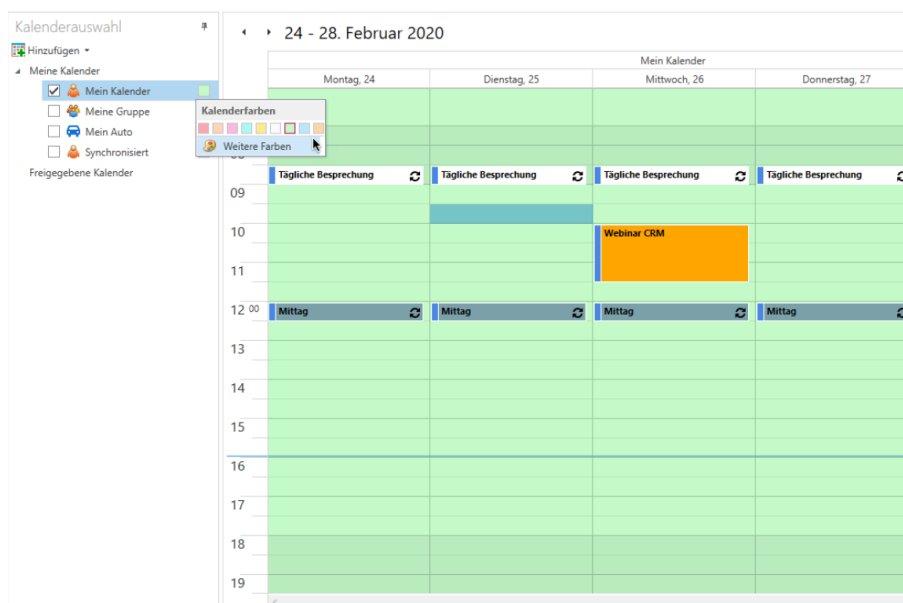 Kalenderauswahl
Hinzufügen
Meine Kalender
Mein Kalender
Meine Gruppe
Mein Auto
Synchronisiert
Freigegebene Kalender
Kalenderfarben
Weitere Farben
24 - 28. Februar 2020
Mein Kalender
Montag, 24 Dienstag, 25 Mittwoch, 26 Donnerstag, 27
Tägliche Besprechung Tägliche Besprechung Tägliche Besprechung Tägliche Besprechung
09
10
Webinar CRM
11
12 00 Mittag Mittag Mittag Mittag
13
14
15
16
17
18
19